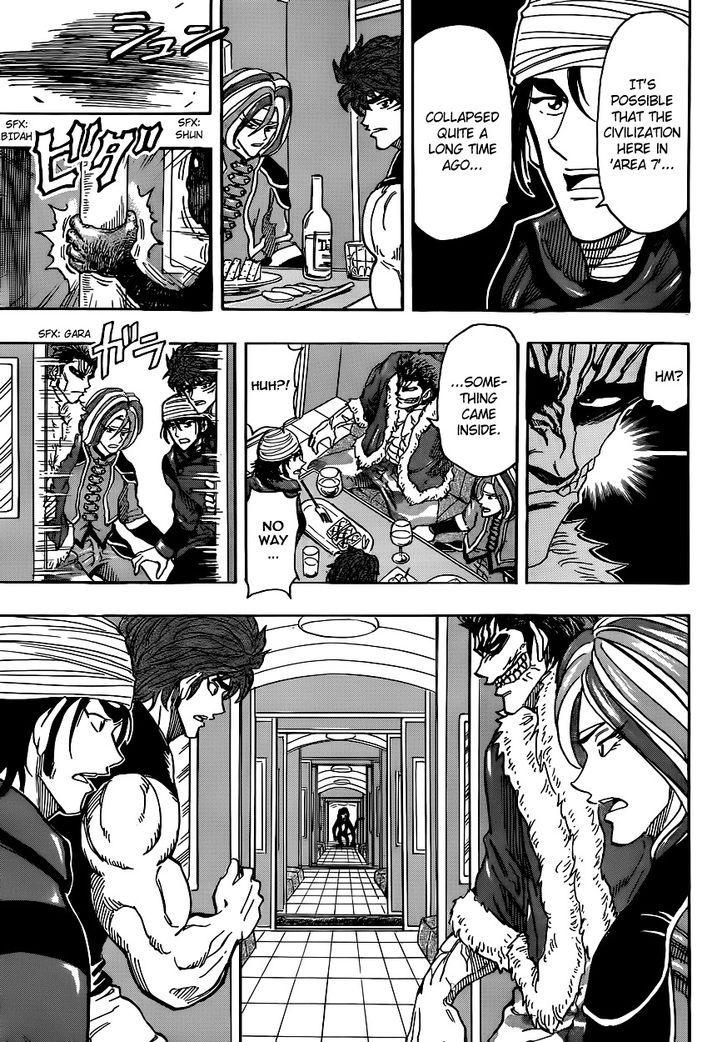 IT'S
POSSIBLE
THAT THE
CIVILIZATION
HERE IN
'AREA 7'...
COLLAPSED
QUITE A
LONG TIME
AGO...
シュン
SFX:
SHUN
SFX:
BIDAH
ビダァ
HM?
...SOME-
THING
CAME
INSIDE.
HUH?!
NO
WAY
...
SFX: GARA
ガラ